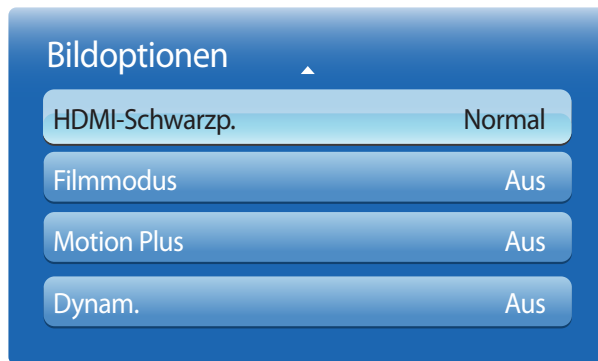 Bildoptionen
HDMI-Schwarzp. Normal
Filmmodus Aus
Motion Plus Aus
Dynam. Aus